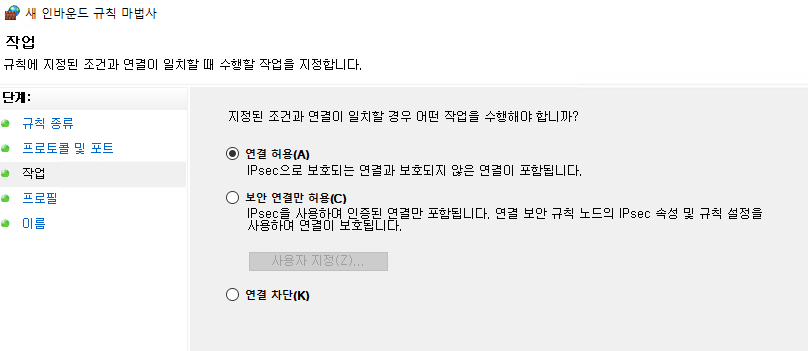 새 인바운드 규칙 마법사
작업
규칙에 지정된 조건과 연결이 일치할 때 수행할 작업을 지정합니다.
단계:
규칙 종류
프로토콜 및 포트
작업
프로필
이름
지정된 조건과 연결이 일치할 경우 어떤 작업을 수행해야 합니까?
연결 허용(A)
IPsec으로 보호되는 연결과 보호되지 않은 연결이 포함됩니다.
보안 연결만 허용(C)
IPsec을 사용하여 인증된 연결만 포함됩니다. 연결 보안 규칙 노드의 IPsec 속성 및 규칙 설정을
사용하여 연결이 보호됩니다.
사용자 지정(Z)...
연결 차단(K)